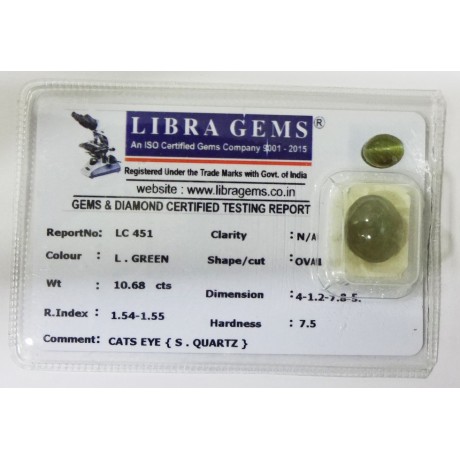 LIBRA GEMS ®
An ISO Certified Gems Company 9001 - 2015
Registered Under the Trade Marks with Govt. of India
website : www.libragems.co.in
GEMS & DIAMOND CERTIFIED TESTING REPORT
ReportNo: LC 451 Clarity : N/A
Colour : L . GREEN Shape/cut : OVAL
Wt : 10.68 cts Dimension :
R.Index : 1.54-1.55 Hardness : 7.5
Comment: CATS EYE { S . QUARTZ }